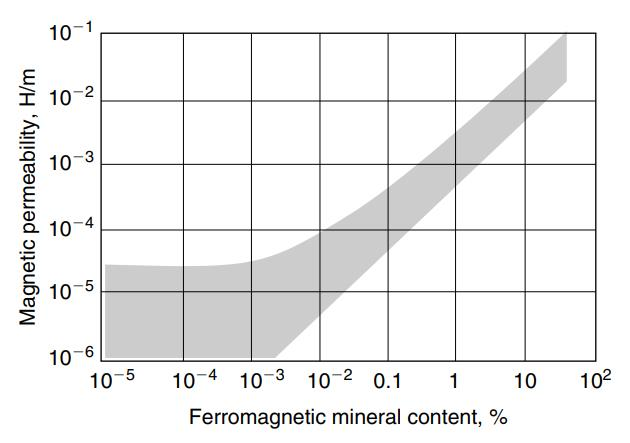 10⁻¹
10⁻²
10⁻³
10⁻⁴
10⁻⁵
10⁻⁶
Magnetic permeability, H/m
10⁻⁵ 10⁻⁴ 10⁻³ 10⁻² 0.1 1 10 10²
Ferromagnetic mineral content, %